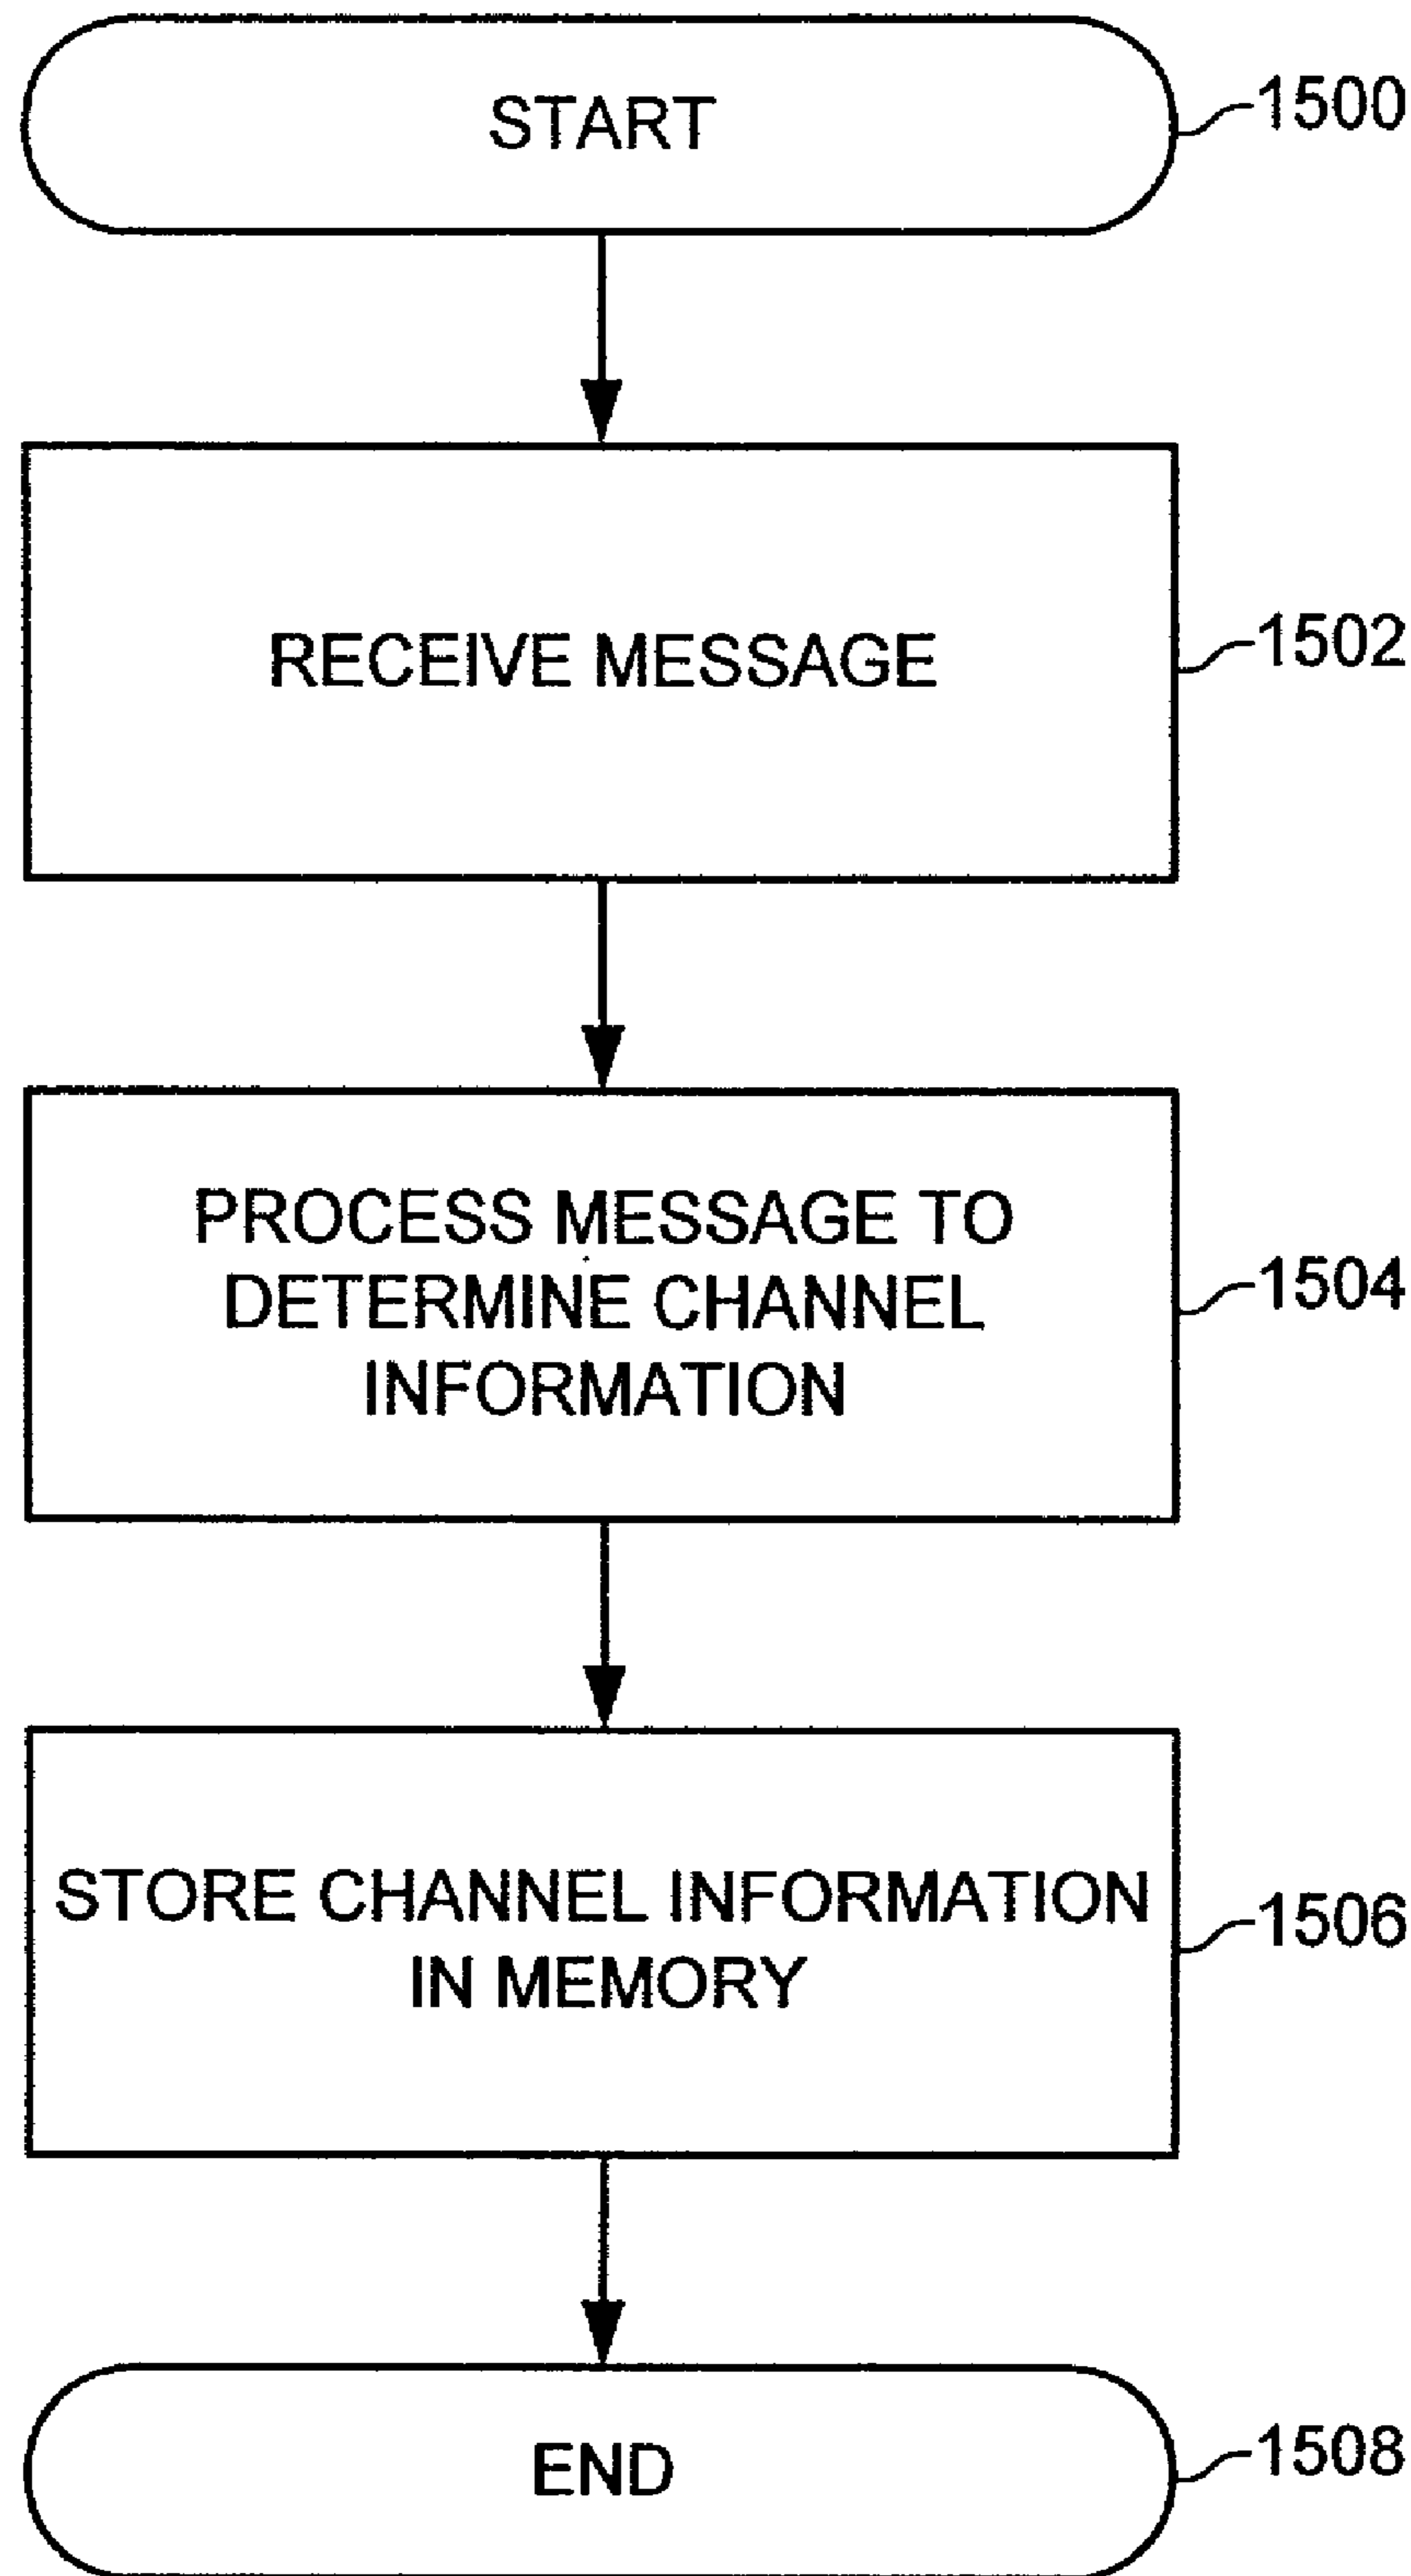 START
1500
RECEIVE MESSAGE
1502
PROCESS MESSAGE TO
DETERMINE CHANNEL
INFORMATION
1504
STORE CHANNEL INFORMATION
IN MEMORY
1506
END
1508